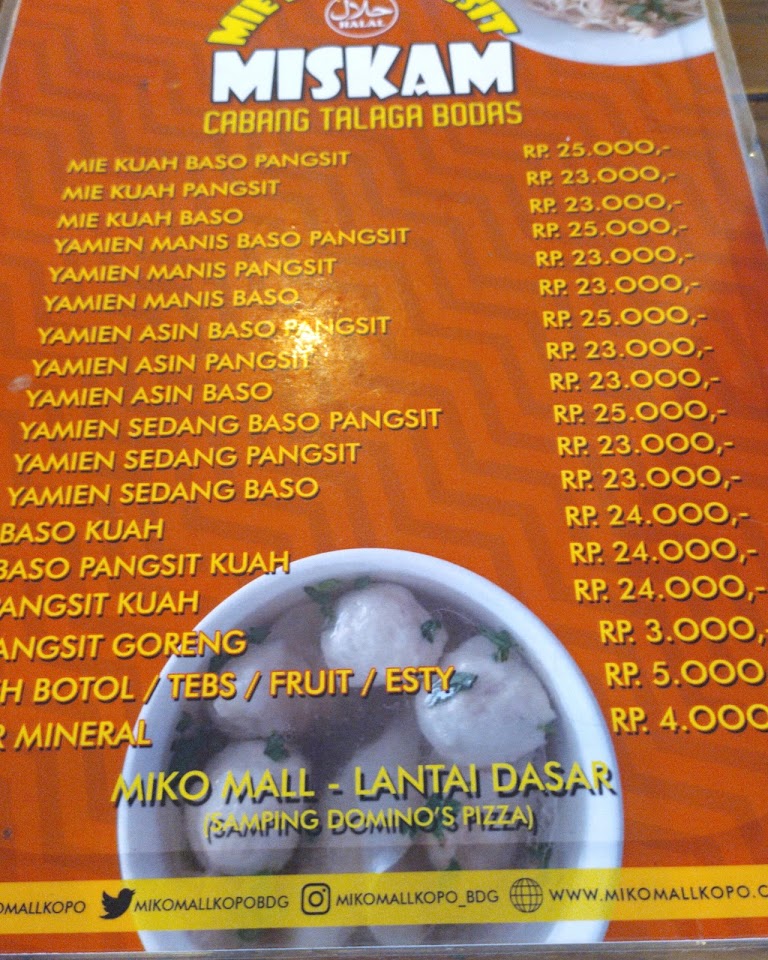 MIE
حلال
HALAL
MISKAM
CABANG TALAGA BODAS
MIE KUAH BASO PANGSIT RP. 25.000,-
MIE KUAH PANGSIT RP. 23.000,-
MIE KUAH BASO RP. 23.000,-
YAMIEN MANIS BASO PANGSIT RP. 25.000,-
YAMIEN MANIS PANGSIT RP. 23.000,-
YAMIEN MANIS BASO RP. 23.000,-
YAMIEN ASIN BASO PANGSIT RP. 25.000,-
YAMIEN ASIN PANGSIT RP. 23.000,-
YAMIEN ASIN BASO RP. 23.000,-
YAMIEN SEDANG BASO PANGSIT RP. 25.000,-
YAMIEN SEDANG PANGSIT RP. 23.000,-
YAMIEN SEDANG BASO RP. 23.000,-
BASO KUAH RP. 24.000,-
BASO PANGSIT KUAH RP. 24.000,-
PANGSIT KUAH RP. 24.000,-
ANGSIT GORENG RP. 3.000,-
H BOTOL / TEBS / FRUIT / ESTY RP. 5.000
R MINERAL RP. 4.000
MIKO MALL - LANTAI DASAR
(SAMPING DOMINO'S PIZZA)
OMALLKOPO MIKOMALLKOPOBDG MIKOMALLKOPO_BDG WWW.MIKOMALLKOPO.C